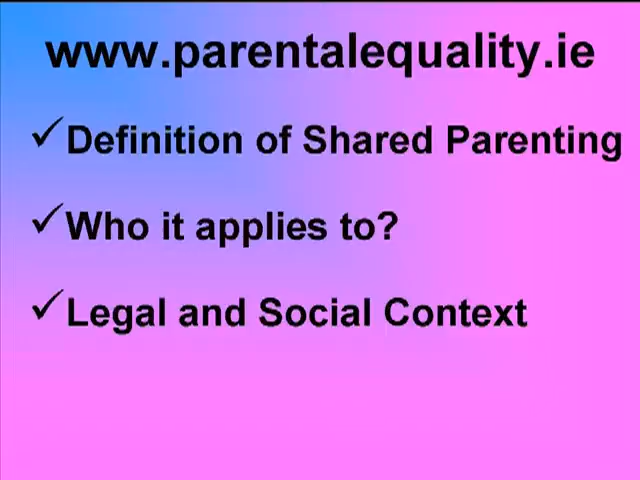 www.parentalequality.ie
✓Definition of Shared Parenting
✓Who it applies to?
✓Legal and Social Context